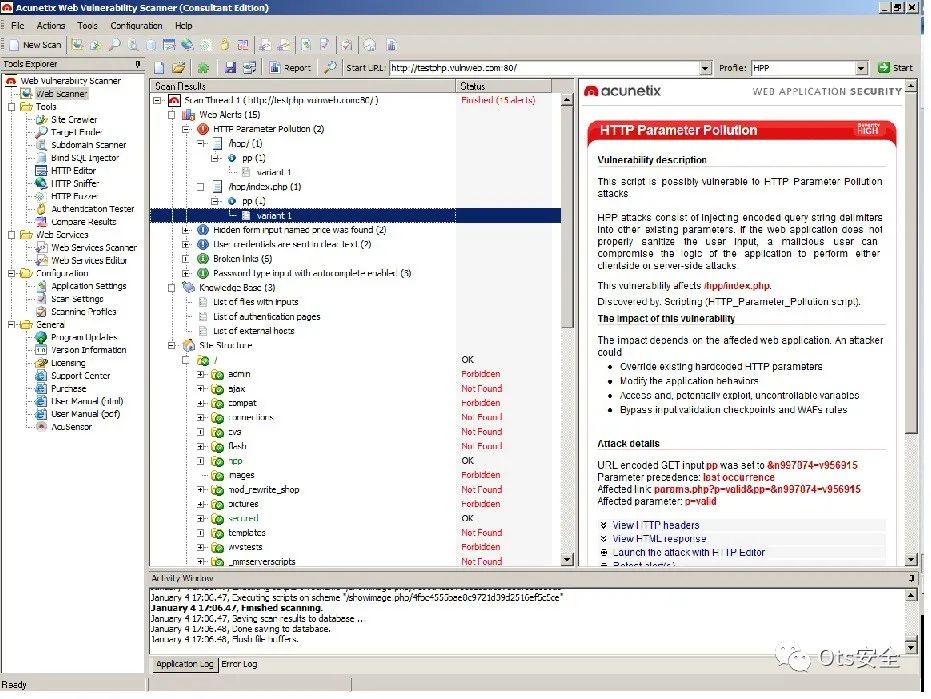 Acunetix Web Vulnerability Scanner (Consultant Edition)
File Actions Tools Configuration Help
New Scan
Tools Explorer
Web Vulnerability Scanner
Web Scanner
Tools
Site Crawler
Target Finder
Subdomain Scanner
Blind SQL Injector
HTTP Editor
HTTP Sniffer
HTTP Fuzzer
Authentication Tester
Compare Results
Web Services
Web Services Scanner
Web Services Editor
Configuration
Application Settings
Scan Settings
Scanning Profiles
General
Program Updates
Version Information
Licensing
Support Center
Purchase
User Manual (html)
User Manual (pdf)
AcuSensor
Report Start URL: http://testphp.vulnweb.com:80/ Profile: HPP Start
Scan Results Status
Scan Thread 1 ( http://testphp.vulnweb.com:80/ ) Finished (15 alerts)
Web Alerts (15)
HTTP Parameter Pollution (2)
/hpp/ (1)
pp (1)
variant 1
/hpp/index.php (1)
pp (1)
variant 1
Hidden form input named price was found (2)
User credentials are sent in clear text (2)
Broken links (6)
Password type input with autocomplete enabled (3)
Knowledge Base (3)
List of files with inputs
List of authentication pages
List of external hosts
Site Structure
/ OK
admin Forbidden
ajax Not Found
compat Forbidden
connections Not Found
cvs Not Found
flash Not Found
hpp OK
images Forbidden
mod_rewrite_shop Not Found
pictures Forbidden
secured OK
templates Not Found
wvstests Forbidden
_mmserverscripts Not Found
acunetix WEB APPLICATION SECURITY
HTTP Parameter Pollution Severity HIGH
Vulnerability description
This script is possibly vulnerable to HTTP Parameter Pollution
attacks.
HPP attacks consist of injecting encoded query string delimiters
into other existing parameters. If the web application does not
properly sanitize the user input, a malicious user can
compromise the logic of the application to perform either
clientside or server-side attacks.
This vulnerability affects /hpp/index.php.
Discovered by: Scripting (HTTP_Parameter_Pollution.script).
The impact of this vulnerability
The impact depends on the affected web application. An attacker
could
Override existing hardcoded HTTP parameters
Modify the application behaviors
Access and, potentially exploit, uncontrollable variables
Bypass input validation checkpoints and WAFs rules
Attack details
URL encoded GET input pp was set to &n997874=v956915
Parameter precedence: last occurrence
Affected link: params.php?p=valid&pp=&n997874=v956915
Affected parameter: p=valid
View HTTP headers
View HTML response
Launch the attack with HTTP Editor
Retest alert(s)
Activity Window
January 4 17:06.47, Finished scanning.
January 4 17:06.47, Saving scan results to database ...
January 4 17:06.48, Done saving to database.
January 4 17:06.48, Flush file buffers.
Application Log Error Log
Ots安全
Ready